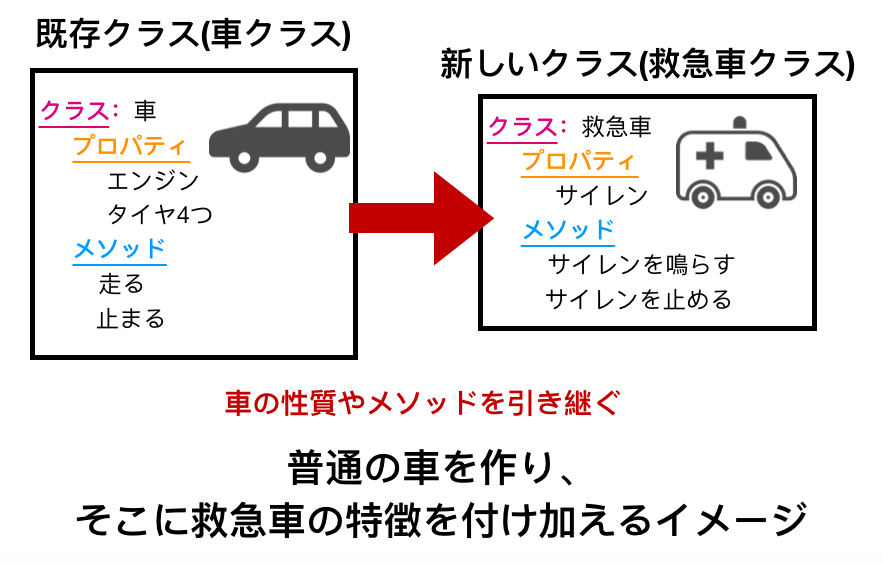 既存クラス(車クラス)
クラス：車
プロパティ
エンジン
タイヤ4つ
メソッド
走る
止まる
新しいクラス(救急車クラス)
クラス：救急車
プロパティ
サイレン
メソッド
サイレンを鳴らす
サイレンを止める
車の性質やメソッドを引き継ぐ
普通の車を作り、
そこに救急車の特徴を付け加えるイメージ